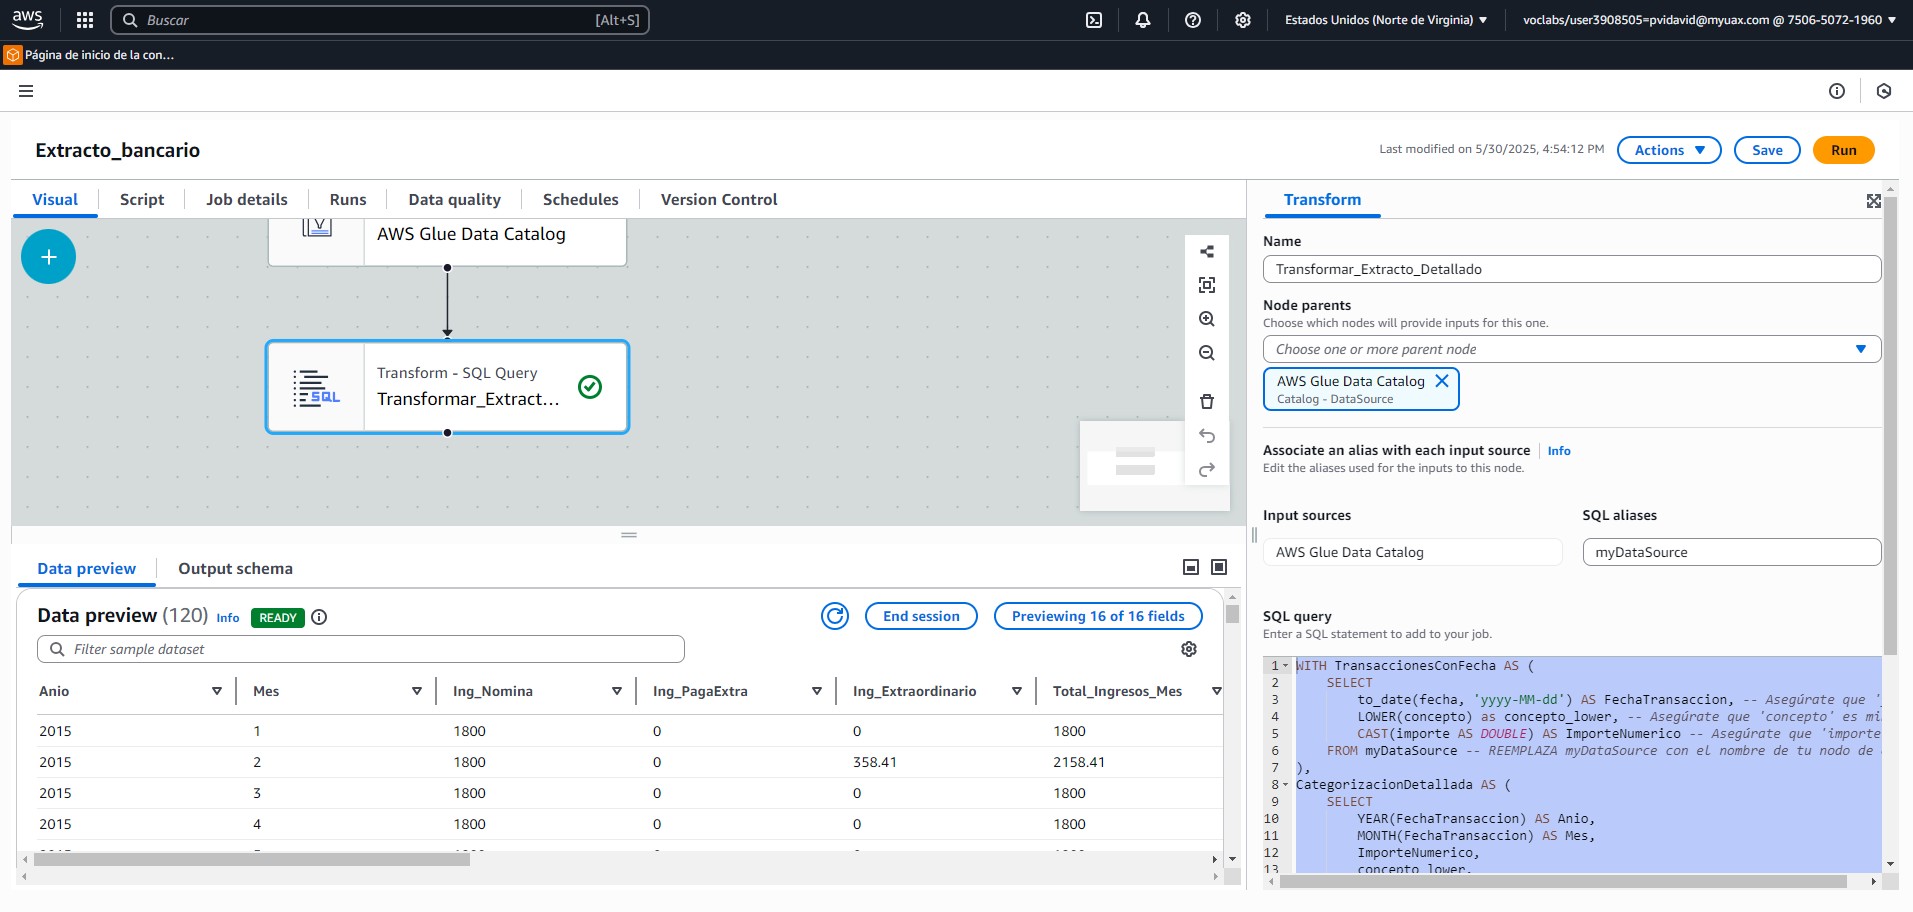 aws
Buscar
[Alt+S]
Estados Unidos (Norte de Virginia)
voclabs/user3908505=pvidavid@myuax.com @ 7506-5072-1960
Página de inicio de la con...
Extracto_bancario
Last modified on 5/30/2025, 4:54:12 PM
Actions
Save
Run
Visual
Script
Job details
Runs
Data quality
Schedules
Version Control
AWS Glue Data Catalog
Transform - SQL Query
SQL
Transformar_Extract...
Data preview
Output schema
Data preview (120) Info READY
End session
Previewing 16 of 16 fields
Filter sample dataset
Anio Mes Ing_Nomina Ing_PagaExtra Ing_Extraordinario Total_Ingresos_Mes
2015 1 1800 0 0 1800
2015 2 1800 0 358.41 2158.41
2015 3 1800 0 0 1800
2015 4 1800 0 0 1800
Transform
Name
Transformar_Extracto_Detallado
Node parents
Choose which nodes will provide inputs for this one.
Choose one or more parent node
AWS Glue Data Catalog
Catalog - DataSource
Associate an alias with each input source Info
Edit the aliases used for the inputs to this node.
Input sources SQL aliases
AWS Glue Data Catalog myDataSource
SQL query
Enter a SQL statement to add to your job.
1 WITH TransaccionesConFecha AS (
2 SELECT
3 to_date(fecha, 'yyyy-MM-dd') AS FechaTransaccion, -- Asegúrate que
4 LOWER(concepto) as concepto_lower, -- Asegúrate que 'concepto' es mi
5 CAST(importe AS DOUBLE) AS ImporteNumerico -- Asegúrate que 'importe
6 FROM myDataSource -- REEMPLAZA myDataSource con el nombre de tu nodo de
7 ),
8 CategorizacionDetallada AS (
9 SELECT
10 YEAR(FechaTransaccion) AS Anio,
11 MONTH(FechaTransaccion) AS Mes,
12 ImporteNumerico,
13 concepto_lower,